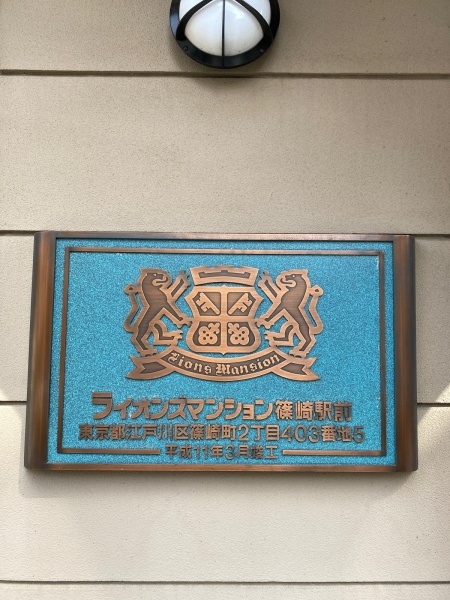 Lions Mansion
ライオンズマンション篠崎駅前
東京都江戸川区篠崎町2丁目403番地5
平成11年3月竣工